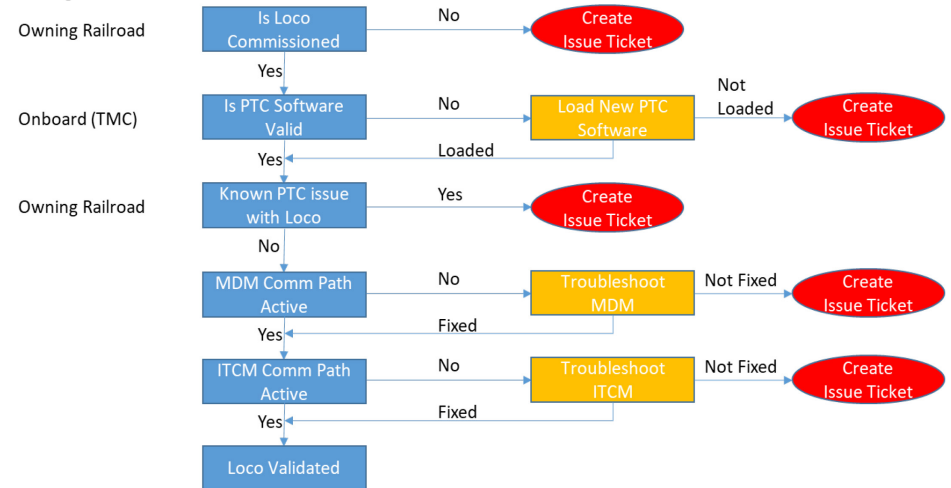 Owning Railroad
Is Loco
Commissioned
No
Create
Issue Ticket
Yes
Onboard (TMC)
Is PTC Software
Valid
No
Load New PTC
Software
Not
Loaded
Create
Issue Ticket
Loaded
Yes
Owning Railroad
Known PTC issue
with Loco
Yes
Create
Issue Ticket
No
MDM Comm Path
Active
No
Troubleshoot
MDM
Not Fixed
Create
Issue Ticket
Fixed
Yes
ITCM Comm Path
Active
No
Troubleshoot
ITCM
Not Fixed
Create
Issue Ticket
Fixed
Yes
Loco Validated